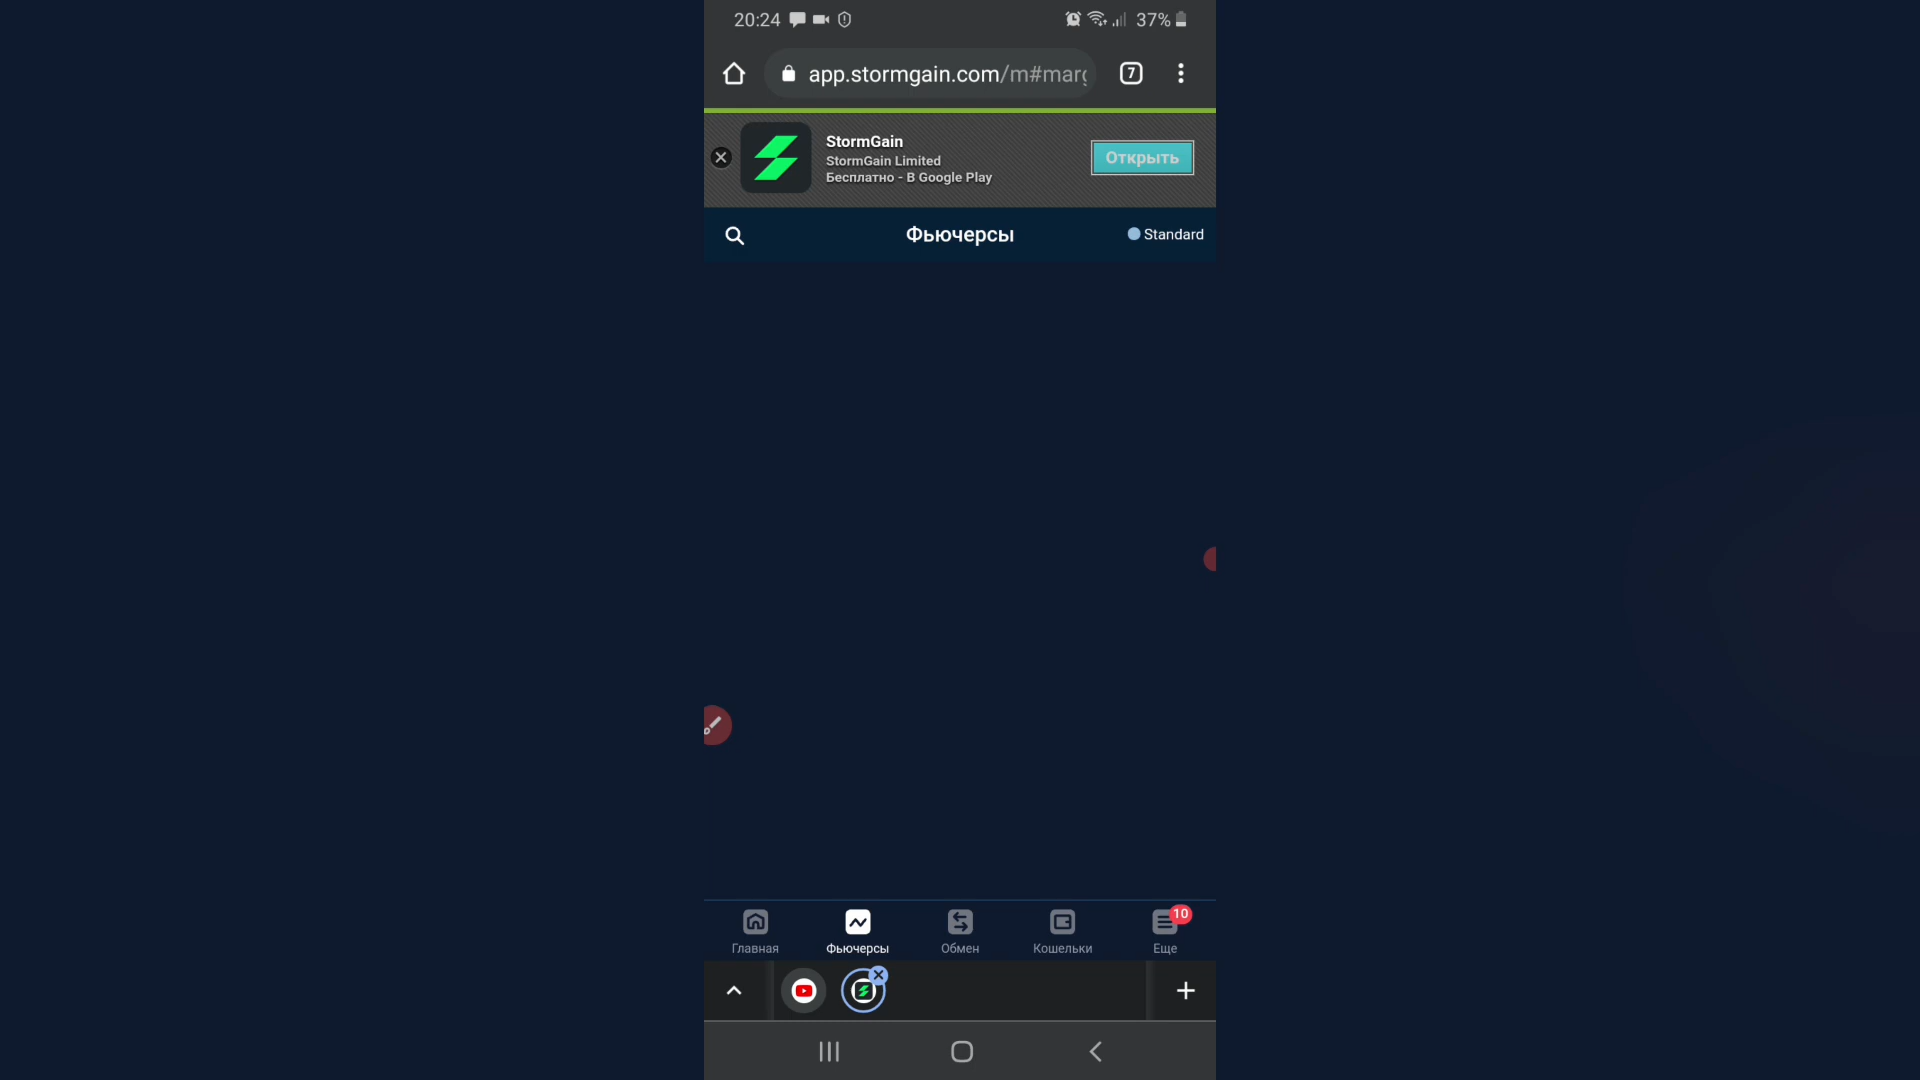 20:24
37%
app.stormgain.com/m#marg
7
StormGain
StormGain Limited
Бесплатно - В Google Play
Открыть
Фьючерсы
Standard
10
Главная
Фьючерсы
Обмен
Кошельки
Еще